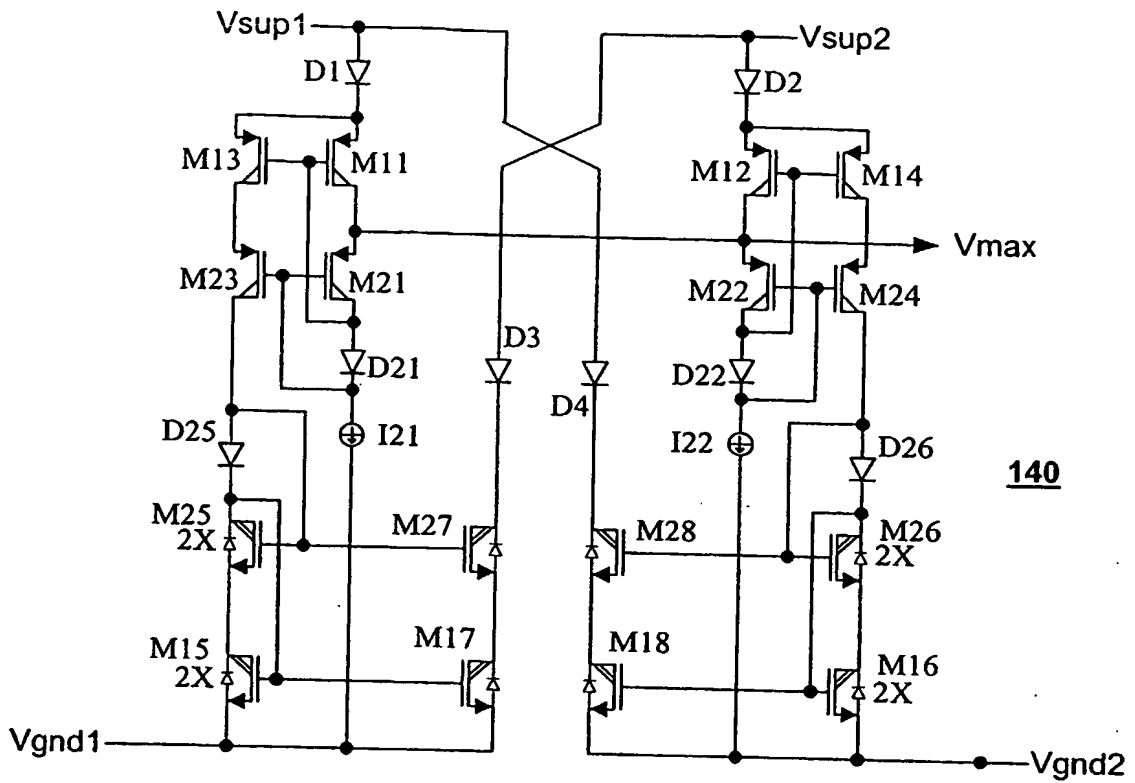 Vsup1
Vsup2
D1
D2
M13
M11
M12
M14
Vmax
M23
M21
M22
M24
D3
D21
D22
D4
D25
I21
I22
D26
140
M25
2X
M27
M28
M26
2X
M15
2X
M17
M18
M16
2X
Vgnd1
Vgnd2